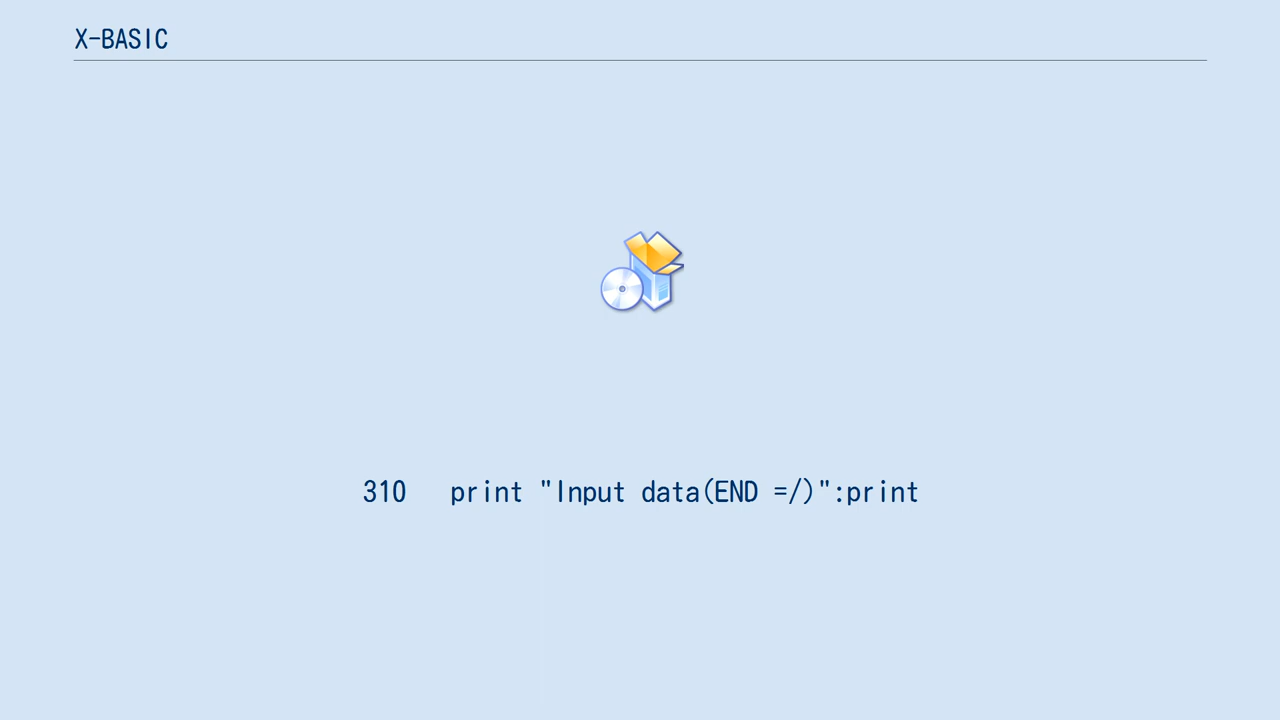 X-BASIC
310   print "Input data(END =/)":print